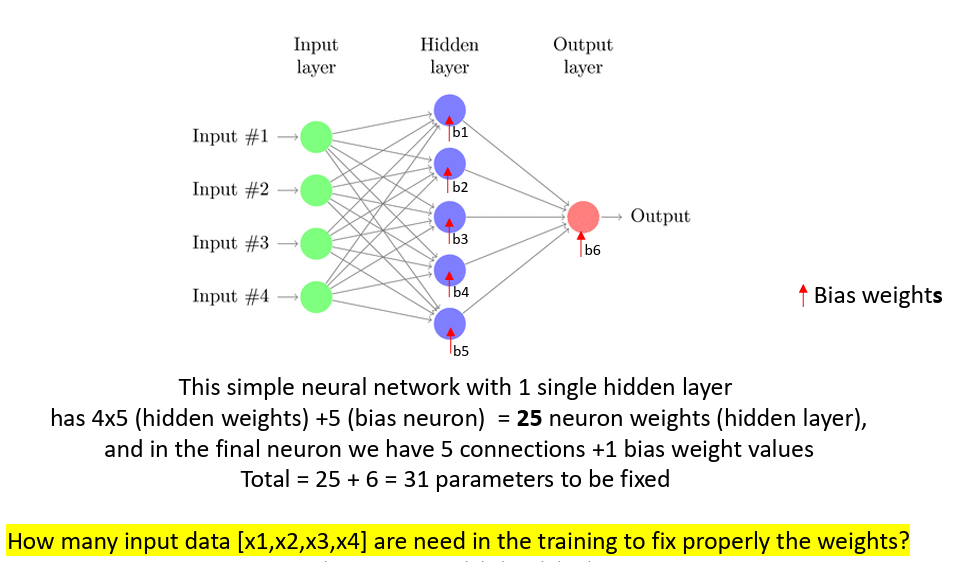 Input layer
Hidden layer
Output layer
Input #1
Input #2
Input #3
Input #4
b1
b2
b3
b4
b5
b6
Output
Bias weights
This simple neural network with 1 single hidden layer
has 4x5 (hidden weights) +5 (bias neuron) = 25 neuron weights (hidden layer),
and in the final neuron we have 5 connections +1 bias weight values
Total = 25 + 6 = 31 parameters to be fixed
How many input data [x1,x2,x3,x4] are need in the training to fix properly the weights?